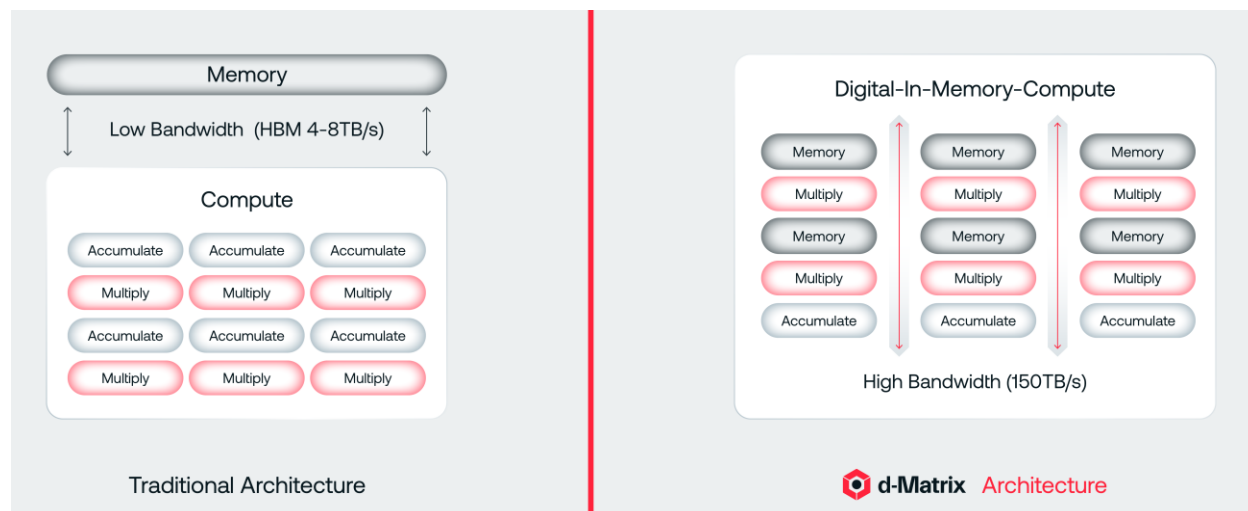 Memory
Low Bandwidth (HBM 4-8TB/s)
Compute
Accumulate Accumulate Accumulate
Multiply Multiply Multiply
Accumulate Accumulate Accumulate
Multiply Multiply Multiply
Traditional Architecture
Digital-In-Memory-Compute
Memory Memory Memory
Multiply Multiply Multiply
Memory Memory Memory
Multiply Multiply Multiply
Accumulate Accumulate Accumulate
High Bandwidth (150TB/s)
d-Matrix Architecture